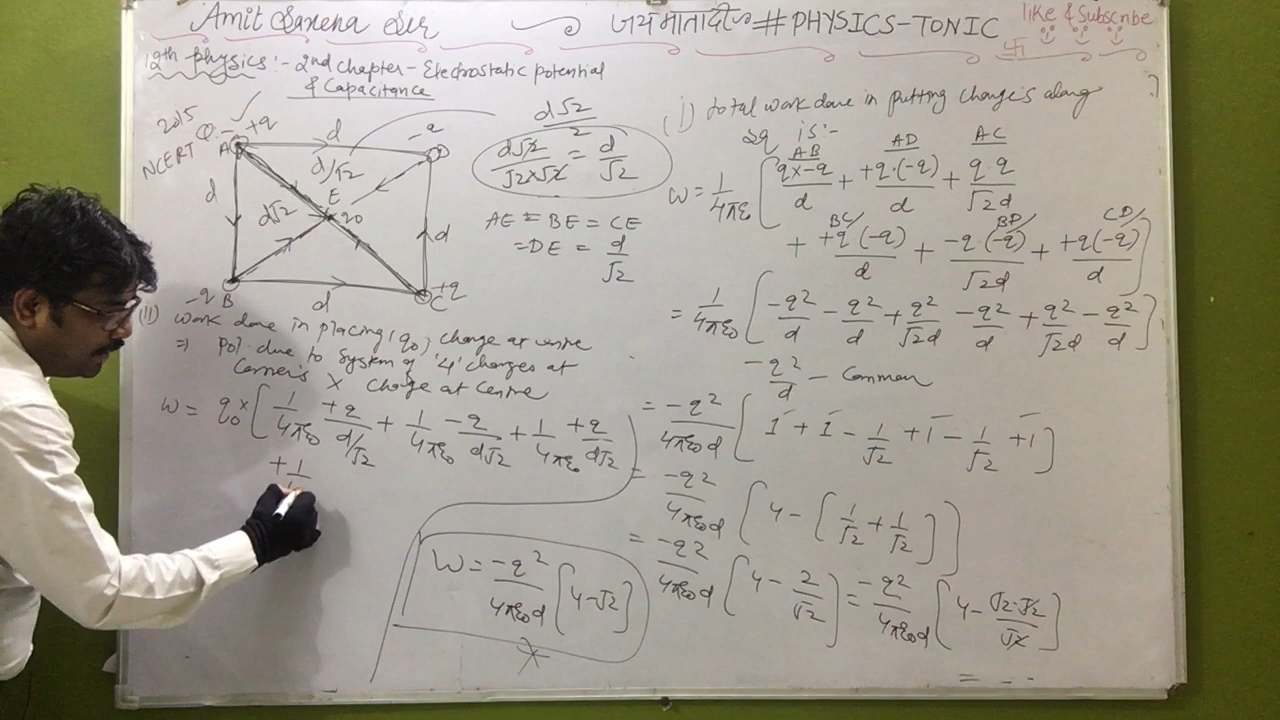 Amit Saxena Sir
जय माता दी # PHYSICS-TONIC
like & Subscribe
12th physics :- 2nd Chapter - Electrostatic potential
& Capacitance
2015
NCERT Q:-
+q d -q
A D
d/√2
d E d√2 q0 d
-q B d +q C
d√2/2
d√2/√2×√2 = d/√2
AE = BE = CE
= DE = d/√2
(i) total work done in putting charges along
sq is :-
AB AD AC
W = 1/4πε [ q×-q/d + +q·(-q)/d + q q/√2d
BC BD CD
+ +q(-q)/d + -q(-q)/√2d + +q(-q)/d ]
= 1/4πε0 [ -q²/d - q²/d + q²/√2d - q²/d + q²/√2d - q²/d ]
-q²/d - Common
= -q²/4πε0d [ 1 + 1 - 1/√2 + 1 - 1/√2 + 1 ]
= -q²/4πε0d [ 4 - [ 1/√2 + 1/√2 ] ]
= -q²/4πε0d [ 4 - 2/√2 ] = -q²/4πε0d [ 4 - √2·√2/√2 ]
= - -
W = -q²/4πε0d [ 4-√2 ]
(ii) work done in placing (q0) charge at centre
⇒ Pot. due to system of '4' charges at
Corners × Charge at Centre
W = q0 × [ 1/4πε0 +q/d/√2 + 1/4πε0 -q/d√2 + 1/4πε0 +q/d√2
+ 1/